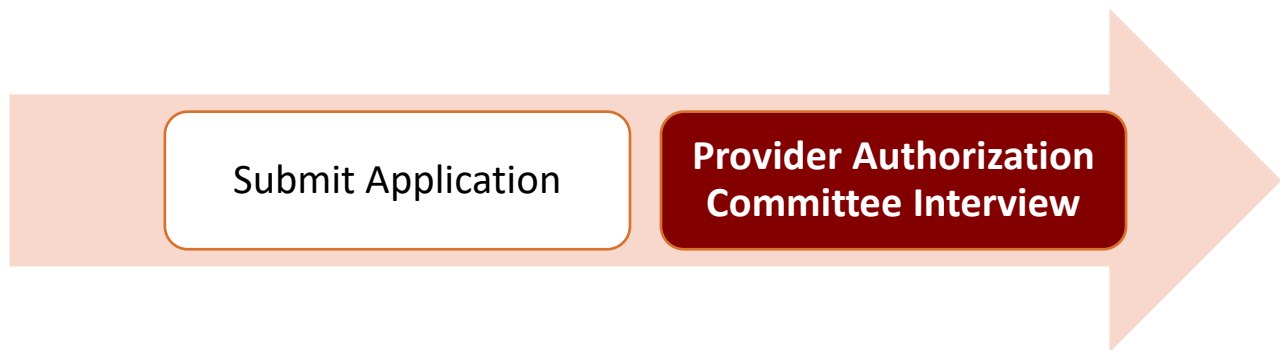 Submit Application
Provider Authorization
Committee Interview